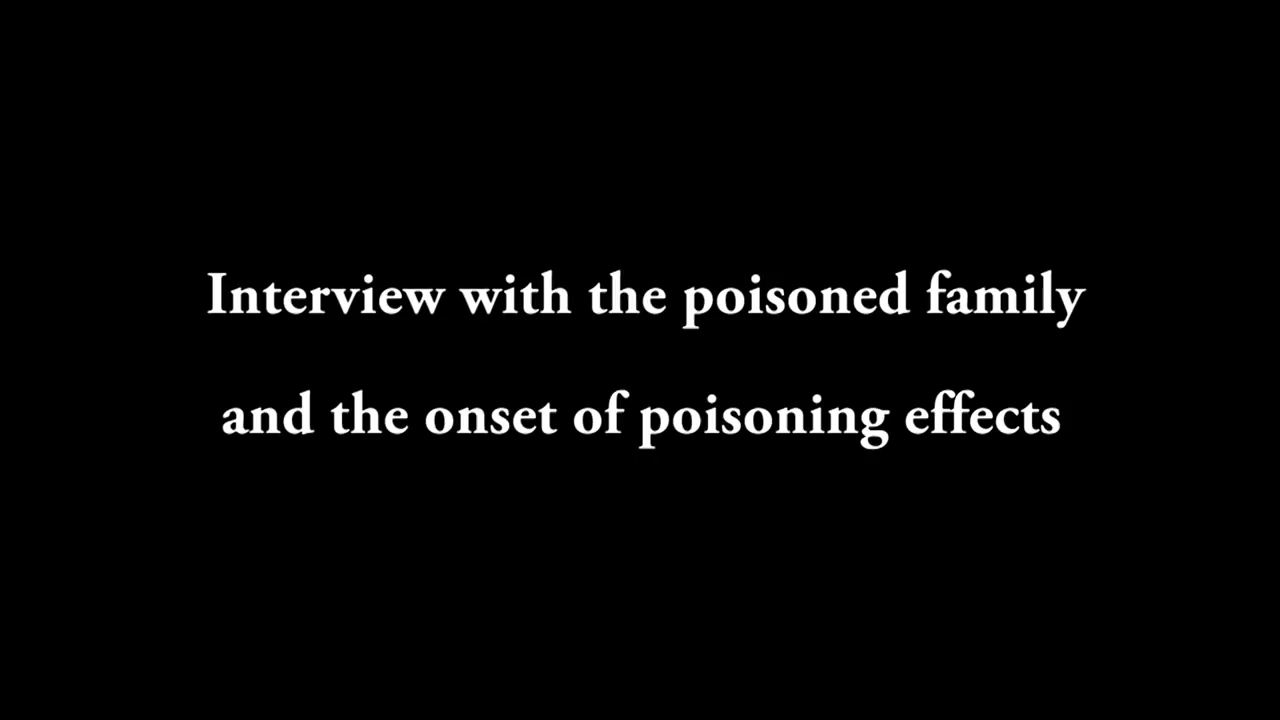 Interview with the poisoned family
and the onset of poisoning effects